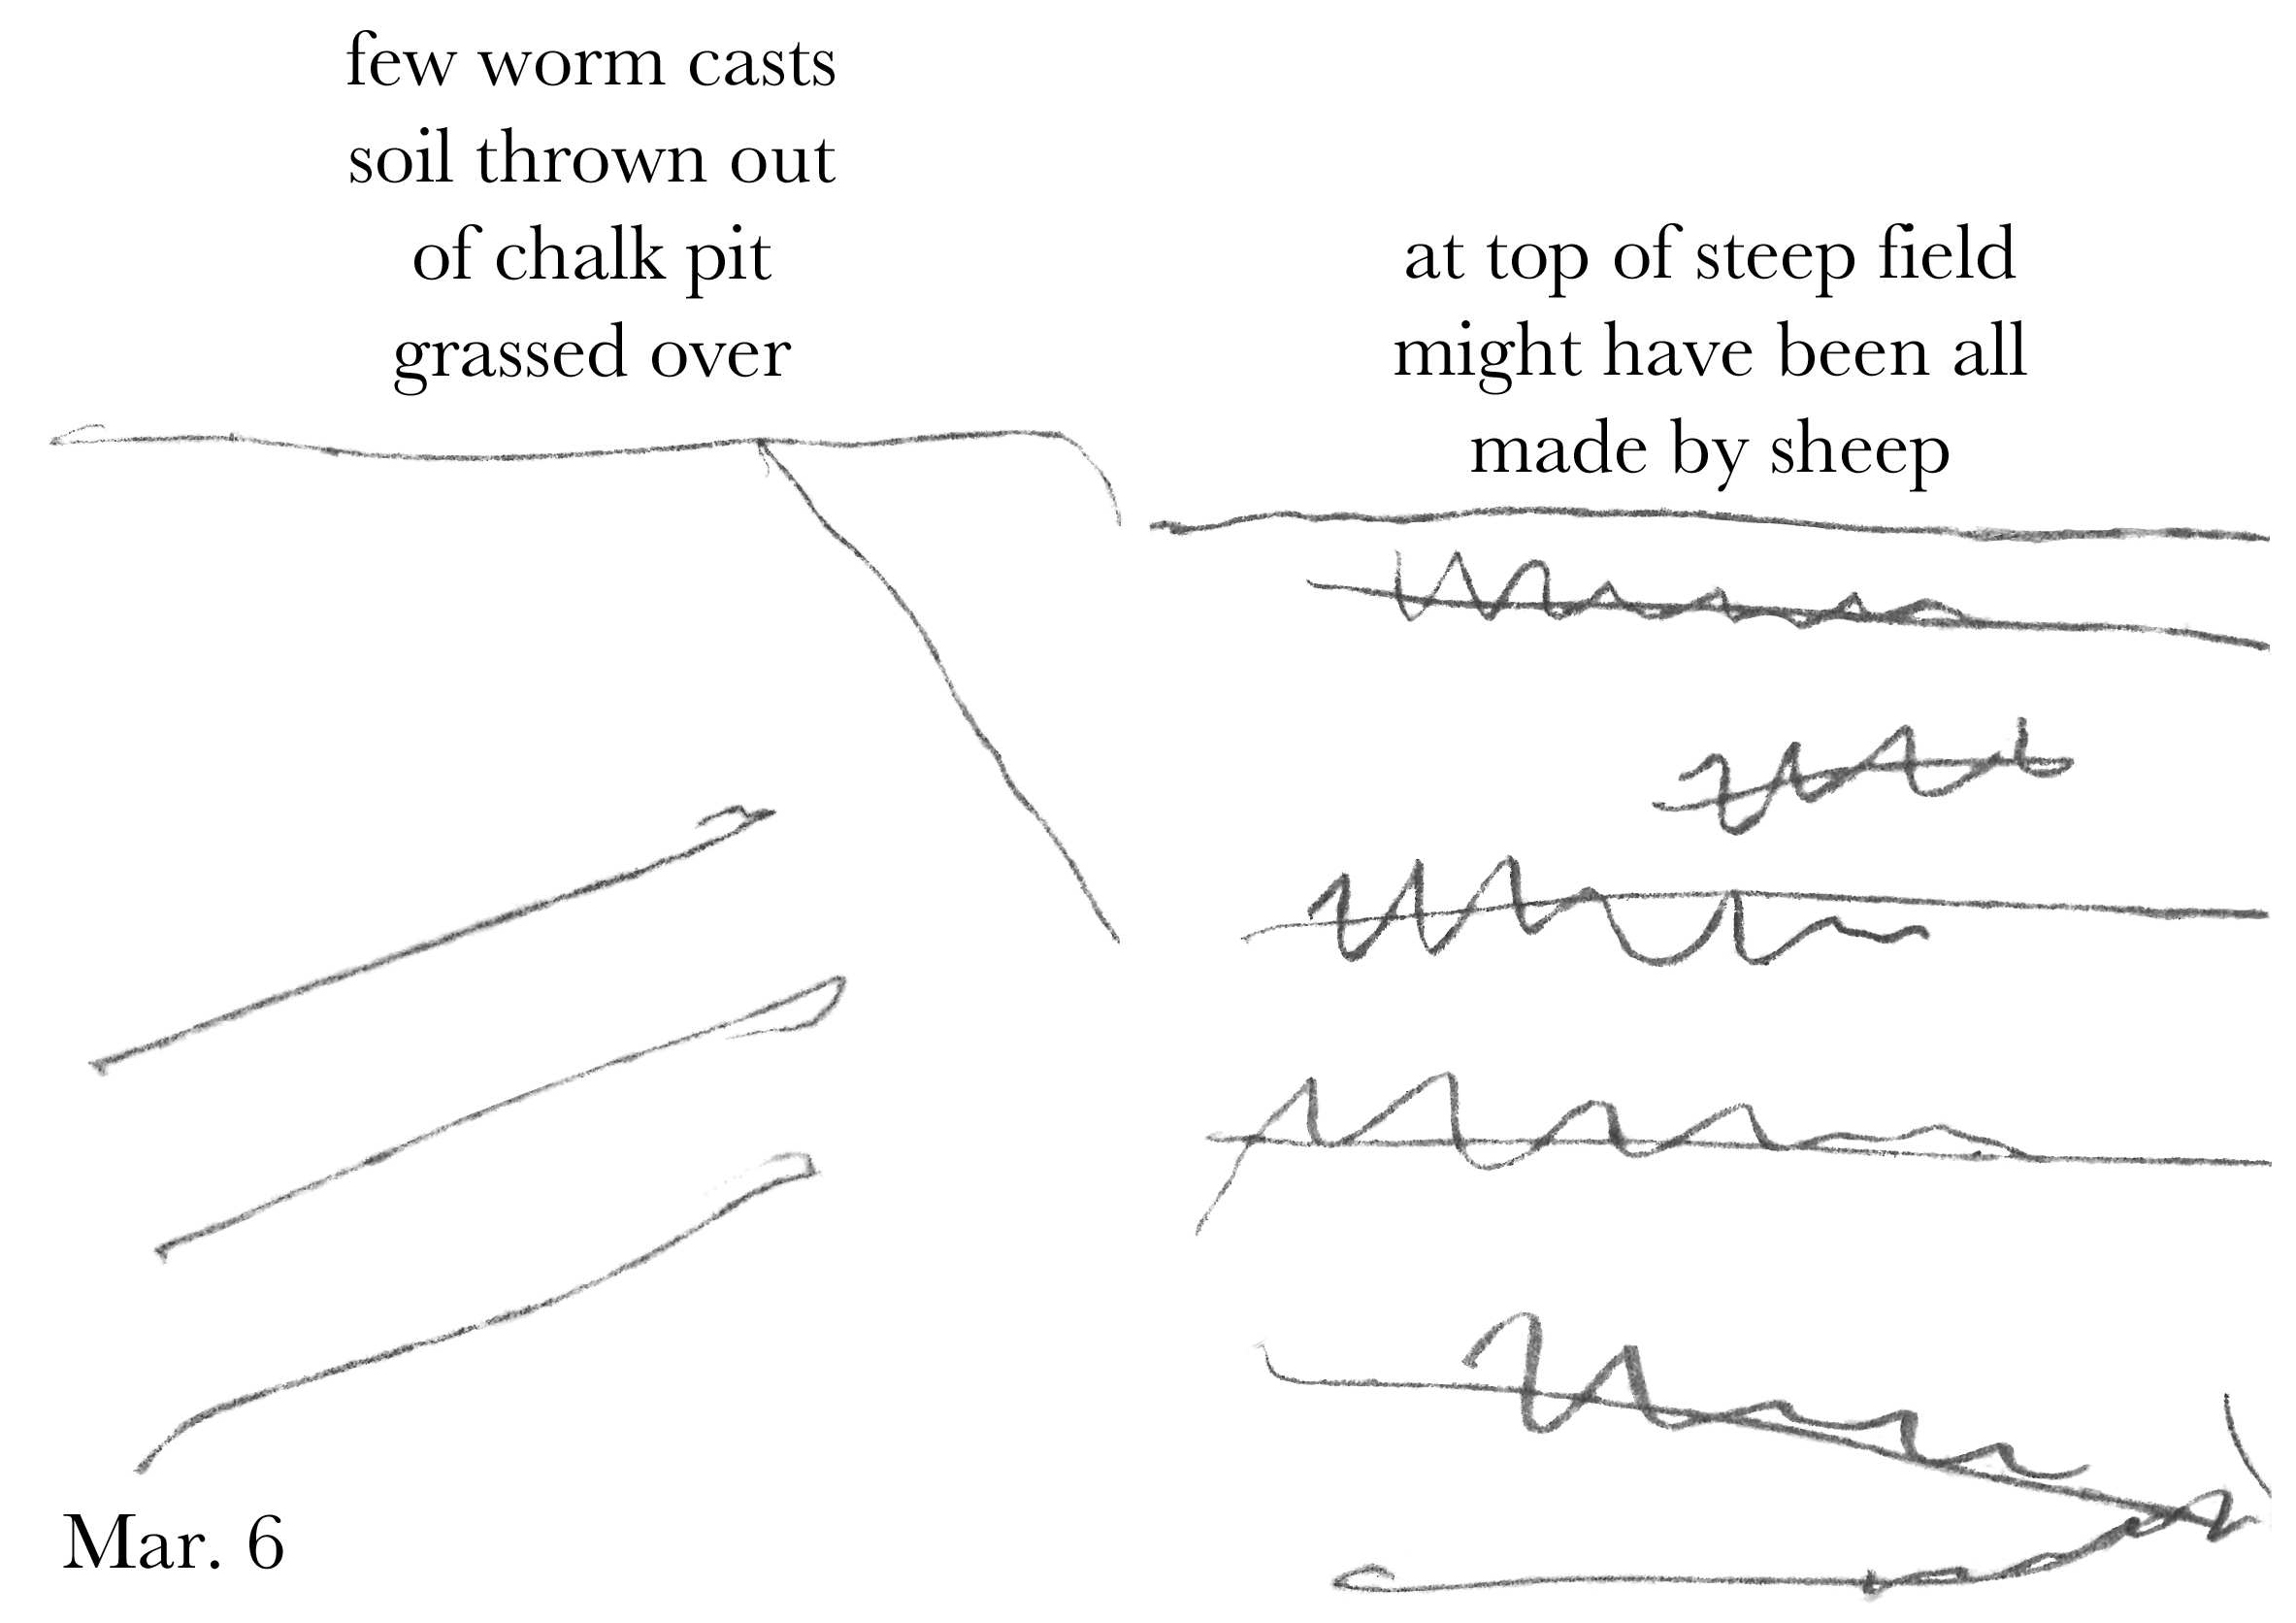 few worm casts
soil thrown out
of chalk pit
grassed over
at top of steep field
might have been all
made by sheep
Mar. 6